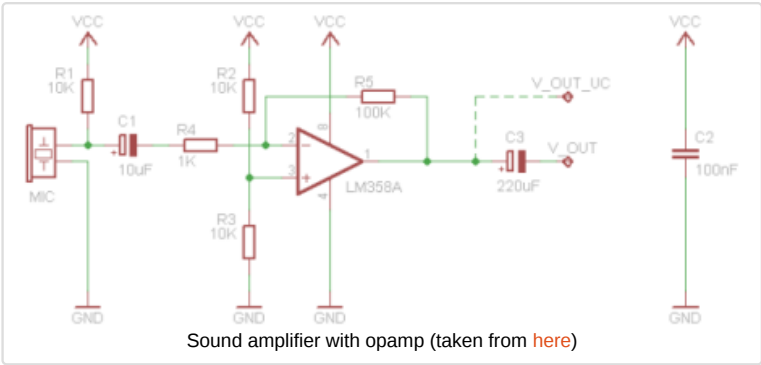 VCC
VCC
VCC
VCC
R1
10K
R2
10K
R5
100K
V_OUT_UC
C1
10uF
R4
1K
2
8
3
1
4
LM358A
C3
220uF
V_OUT
C2
100nF
MIC
R3
10K
GND
GND
GND
GND
Sound amplifier with opamp (taken from here)